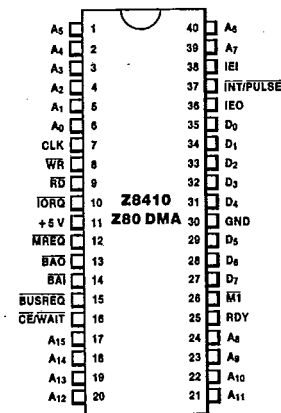 A5 1 40 A6
A4 2 39 A7
A3 3 38 IEI
A2 4 37 INT/PULSE
A1 5 36 IEO
A0 6 35 D0
CLK 7 34 D1
WR 8 33 D2
RD 9 32 D3
IORQ 10 Z8410 31 D4
+5 V 11 Z80 DMA 30 GND
MREQ 12 29 D5
BAO 13 28 D6
BAI 14 27 D7
BUSREQ 15 26 M1
CE/WAIT 16 25 RDY
A15 17 24 A8
A14 18 23 A9
A13 19 22 A10
A12 20 21 A11